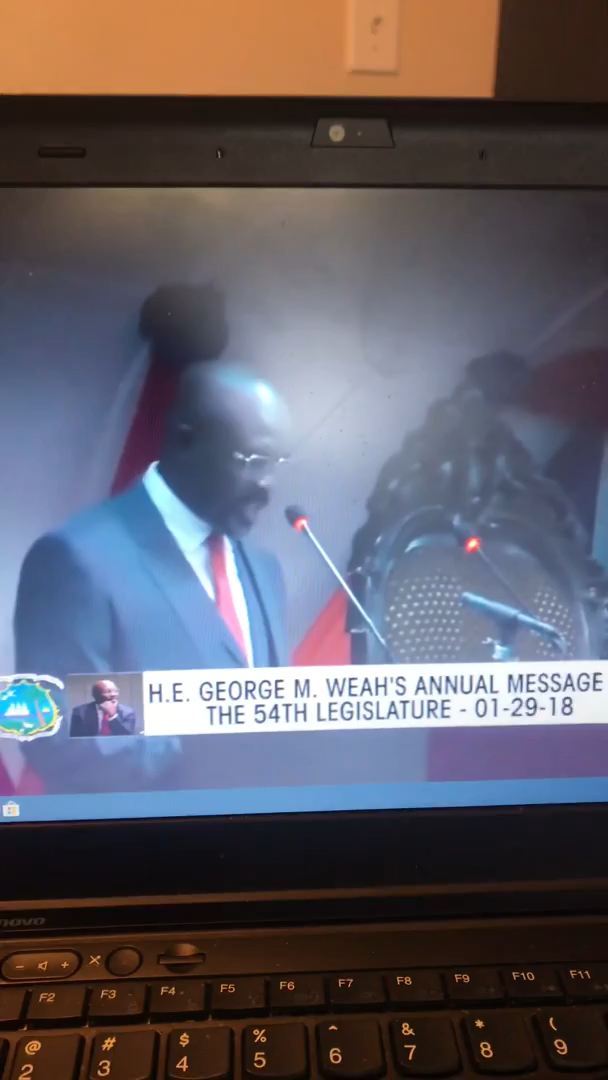 H.E. GEORGE M. WEAH'S ANNUAL MESSAGE
THE 54TH LEGISLATURE - 01-29-18
novo
- +
F2 F3 F4 F5 F6 F7 F8 F9 F10 F11
@ # $ % ^ & * (
2 3 4 5 6 7 8 9